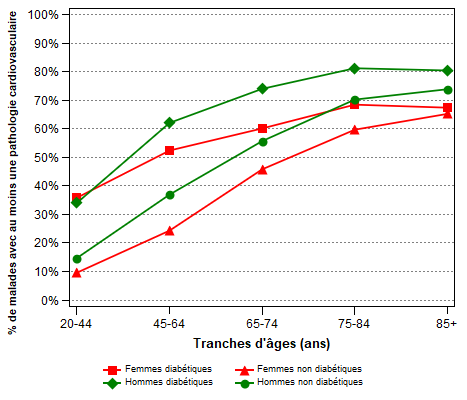 % de malades avec au moins une pathologie cardiovasculaire
100%
90%
80%
70%
60%
50%
40%
30%
20%
10%
0%
20-44 45-64 65-74 75-84 85+
Tranches d'âges (ans)
Femmes diabétiques Femmes non diabétiques
Hommes diabétiques Hommes non diabétiques